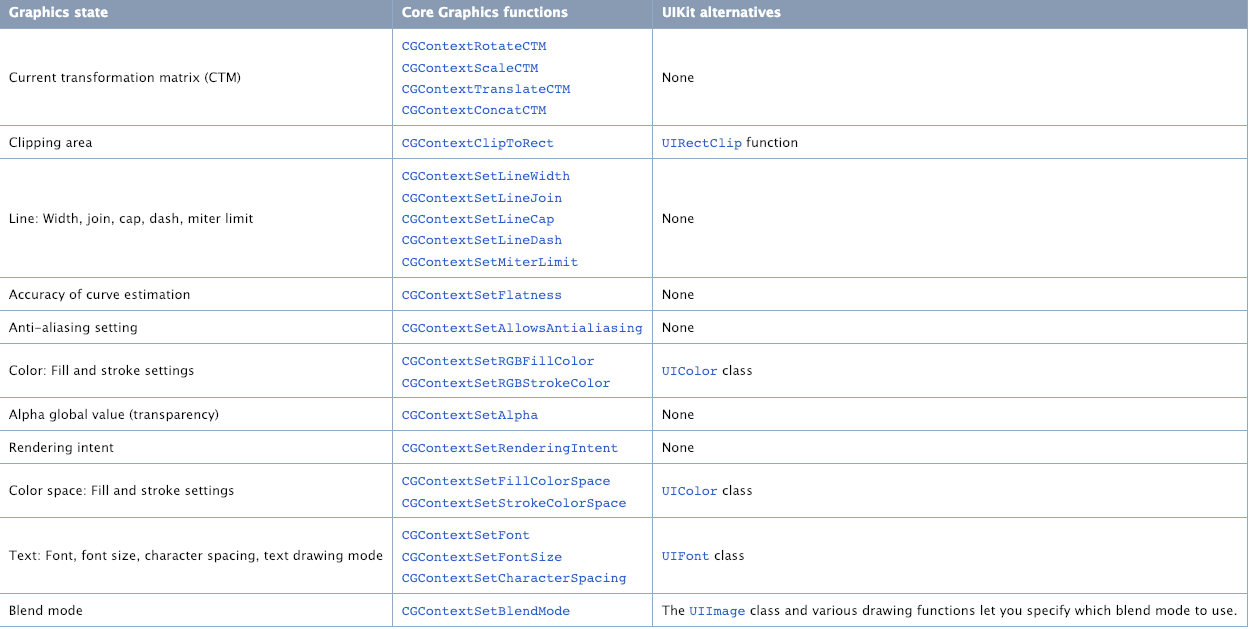 Graphics state Core Graphics functions UIKit alternatives
Current transformation matrix (CTM)
CGContextRotateCTM
CGContextScaleCTM
CGContextTranslateCTM
CGContextConcatCTM
None
Clipping area
CGContextClipToRect
UIRectClip function
Line: Width, join, cap, dash, miter limit
CGContextSetLineWidth
CGContextSetLineJoin
CGContextSetLineCap
CGContextSetLineDash
CGContextSetMiterLimit
None
Accuracy of curve estimation
CGContextSetFlatness
None
Anti-aliasing setting
CGContextSetAllowsAntialiasing
None
Color: Fill and stroke settings
CGContextSetRGBFillColor
CGContextSetRGBStrokeColor
UIColor class
Alpha global value (transparency)
CGContextSetAlpha
None
Rendering intent
CGContextSetRenderingIntent
None
Color space: Fill and stroke settings
CGContextSetFillColorSpace
CGContextSetStrokeColorSpace
UIColor class
Text: Font, font size, character spacing, text drawing mode
CGContextSetFont
CGContextSetFontSize
CGContextSetCharacterSpacing
UIFont class
Blend mode
CGContextSetBlendMode
The UIImage class and various drawing functions let you specify which blend mode to use.